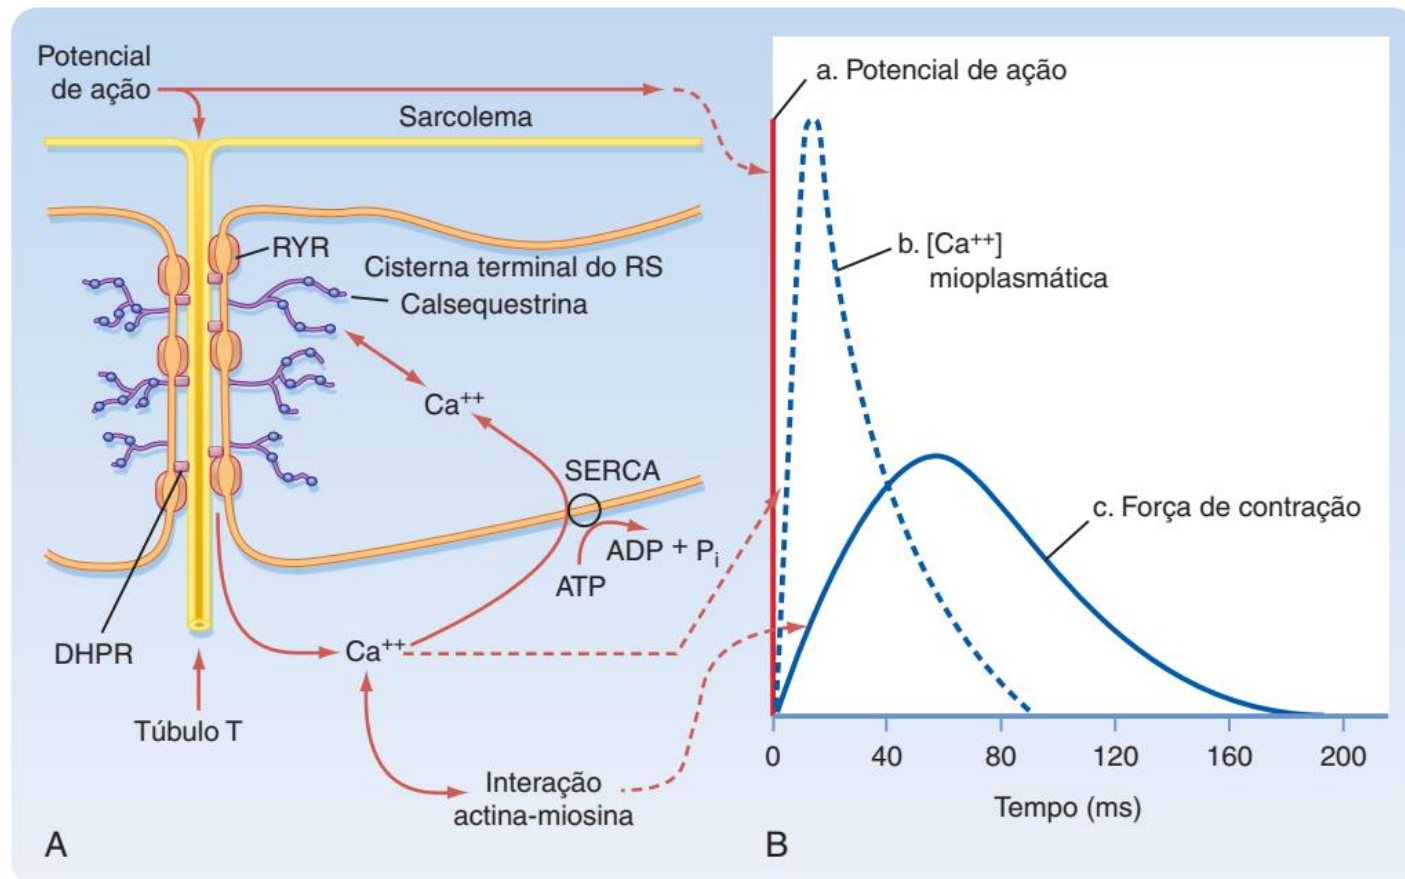 Potencial
de ação
Sarcolema
RYR
Cisterna terminal do RS
Calsequestrina
Ca⁺⁺
SERCA
ADP + Pᵢ
ATP
DHPR
Ca⁺⁺
Túbulo T
Interação
actina-miosina
A
a. Potencial de ação
b. [Ca⁺⁺]
mioplasmática
c. Força de contração
0 40 80 120 160 200
Tempo (ms)
B